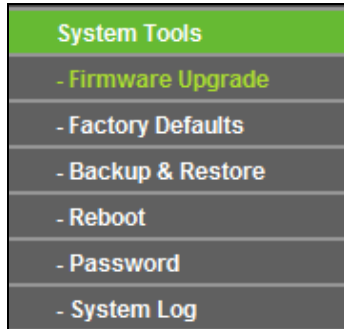 System Tools
- Firmware Upgrade
- Factory Defaults
- Backup & Restore
- Reboot
- Password
- System Log